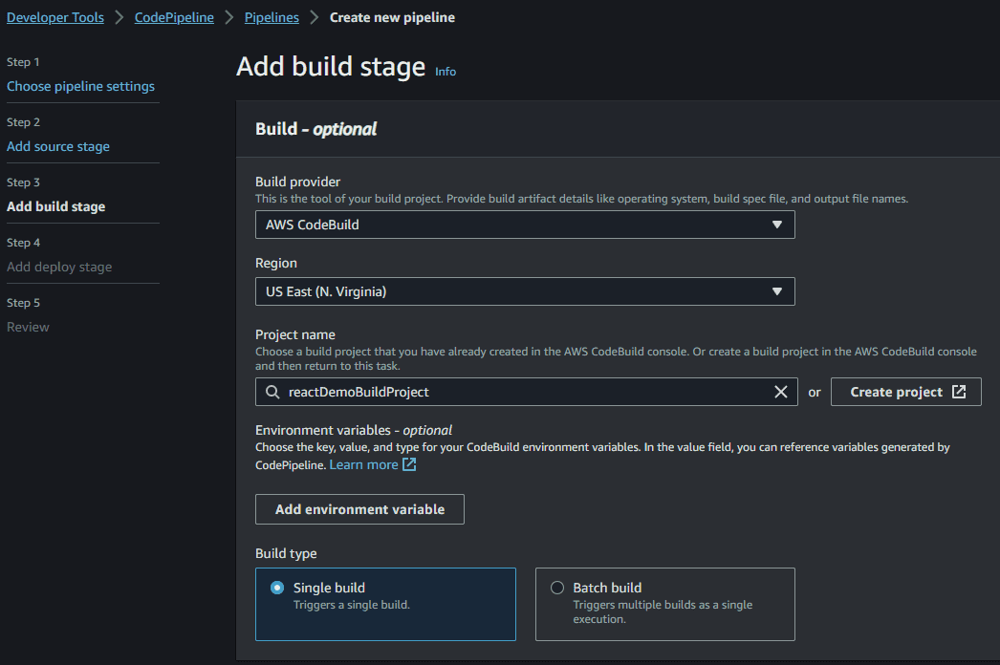 Developer Tools > CodePipeline > Pipelines > Create new pipeline
Step 1
Choose pipeline settings
Step 2
Add source stage
Step 3
Add build stage
Step 4
Add deploy stage
Step 5
Review
Add build stage Info
Build - optional
Build provider
This is the tool of your build project. Provide build artifact details like operating system, build spec file, and output file names.
AWS CodeBuild
Region
US East (N. Virginia)
Project name
Choose a build project that you have already created in the AWS CodeBuild console. Or create a build project in the AWS CodeBuild console
and then return to this task.
reactDemoBuildProject or Create project
Environment variables - optional
Choose the key, value, and type for your CodeBuild environment variables. In the value field, you can reference variables generated by
CodePipeline. Learn more
Add environment variable
Build type
Single build
Triggers a single build.
Batch build
Triggers multiple builds as a single
execution.